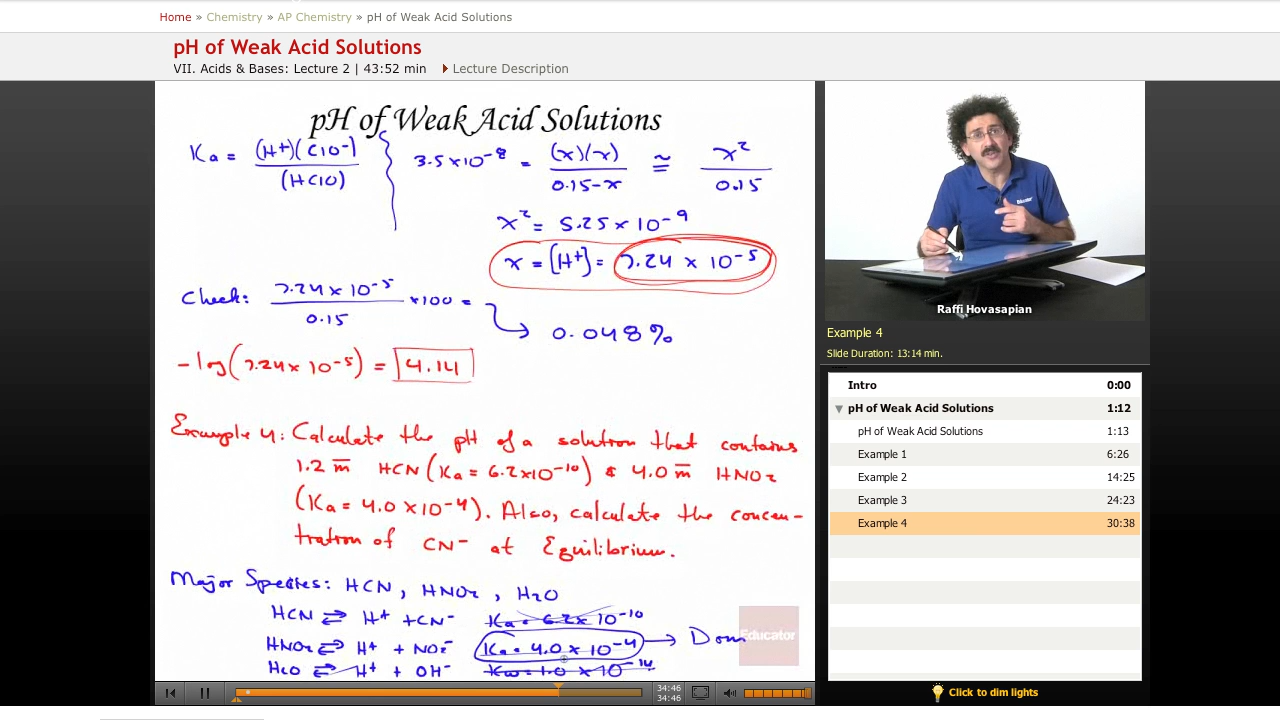 Home » Chemistry » AP Chemistry » pH of Weak Acid Solutions
pH of Weak Acid Solutions
VII. Acids & Bases: Lecture 2 | 43:52 min Lecture Description
pH of Weak Acid Solutions
Ka = (H+)(ClO-) / (HClO)
3.5 x 10-8 = (x)(x) / 0.15-x ≅ x² / 0.15
x² = 5.25 x 10-9
x = [H+] = 7.24 x 10-5
Check: 7.24 x 10-5 / 0.15 x 100 =
0.048 %
-log(7.24 x 10-5) = 4.14
Example 4: Calculate the pH of a solution that contains
1.2 m HCN (Ka = 6.2 x 10-10) & 4.0 m HNO2
(Ka = 4.0 x 10-4). Also, calculate the concen-
tration of CN- at Equilibrium.
Major Species: HCN, HNO2, H2O
HCN ⇌ H+ + CN- Ka = 6.2 x 10-10
HNO2 ⇌ H+ + NO2- Ka = 4.0 x 10-4 → Dom
H2O ⇌ H+ + OH- Kw = 1.0 x 10-14
Educator
34:46
34:46
Raffi Hovasapian
Example 4
Slide Duration: 13:14 min.
Intro 0:00
pH of Weak Acid Solutions 1:12
pH of Weak Acid Solutions 1:13
Example 1 6:26
Example 2 14:25
Example 3 24:23
Example 4 30:38
Click to dim lights